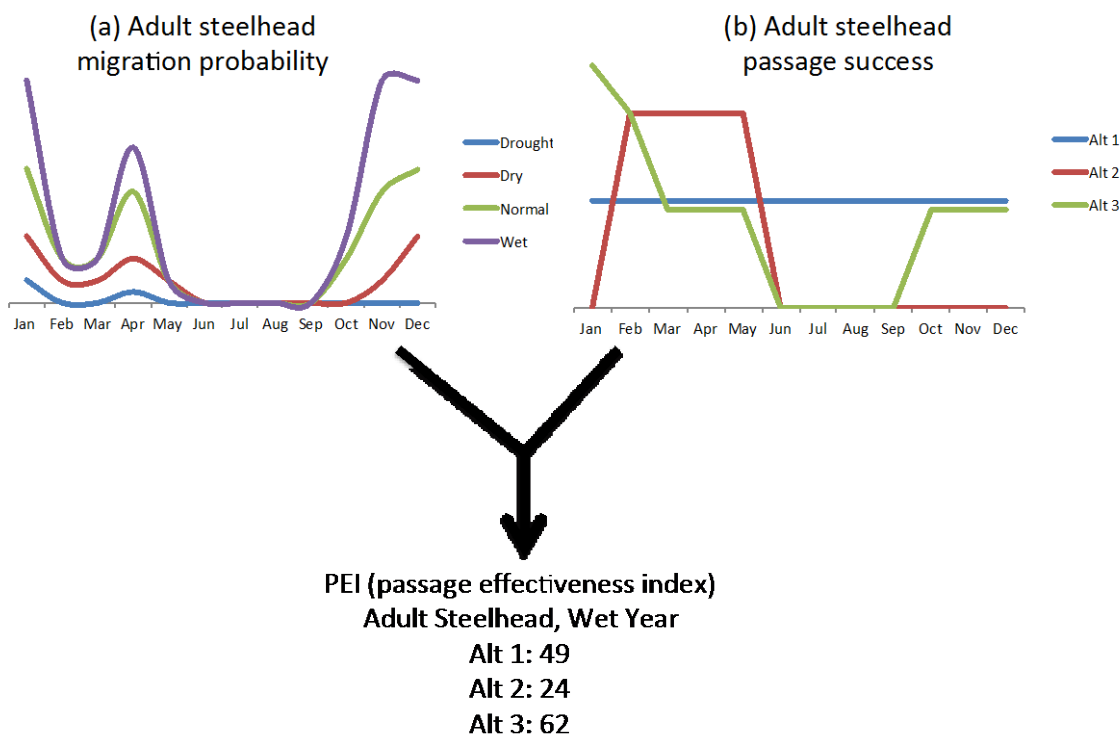 (a) Adult steelhead
migration probability
Drought
Dry
Normal
Wet
Jan Feb Mar Apr May Jun Jul Aug Sep Oct Nov Dec
(b) Adult steelhead
passage success
Alt 1
Alt 2
Alt 3
Jan Feb Mar Apr May Jun Jul Aug Sep Oct Nov Dec
PEI (passage effectiveness index)
Adult Steelhead, Wet Year
Alt 1: 49
Alt 2: 24
Alt 3: 62